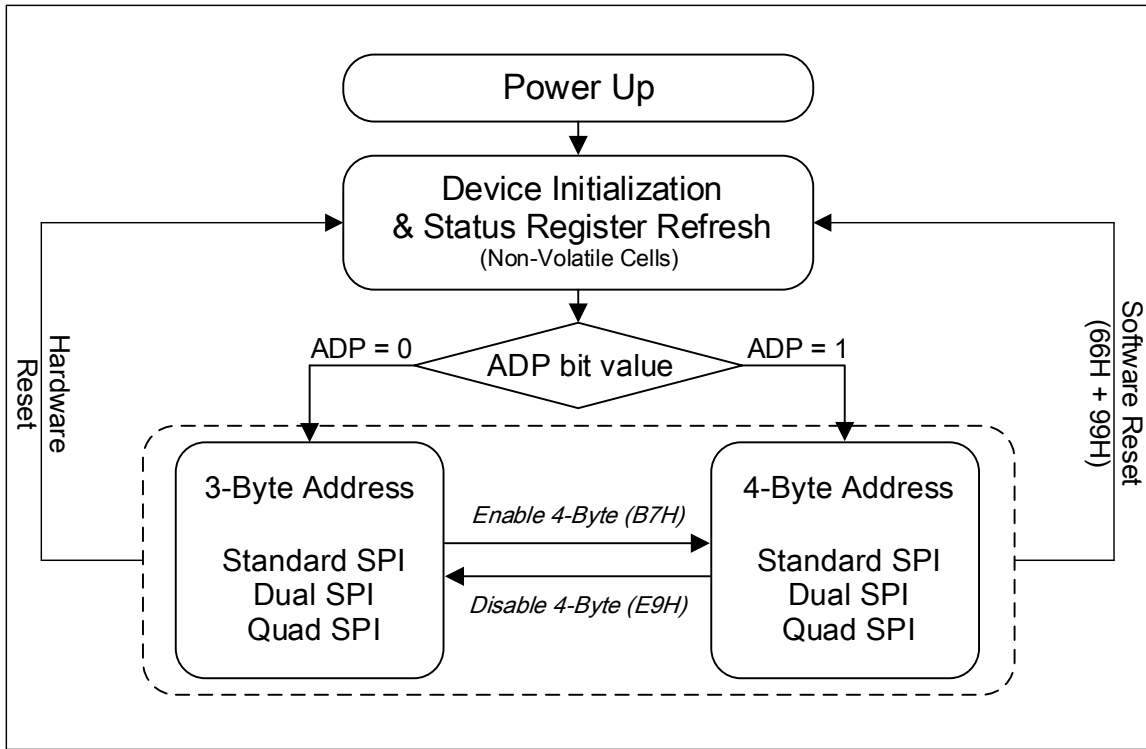 Power Up
Device Initialization
& Status Register Refresh
(Non-Volatile Cells)
Hardware
Reset
Software Reset
(66H + 99H)
ADP = 0
ADP bit value
ADP = 1
3-Byte Address
Standard SPI
Dual SPI
Quad SPI
Enable 4-Byte (B7H)
Disable 4-Byte (E9H)
4-Byte Address
Standard SPI
Dual SPI
Quad SPI